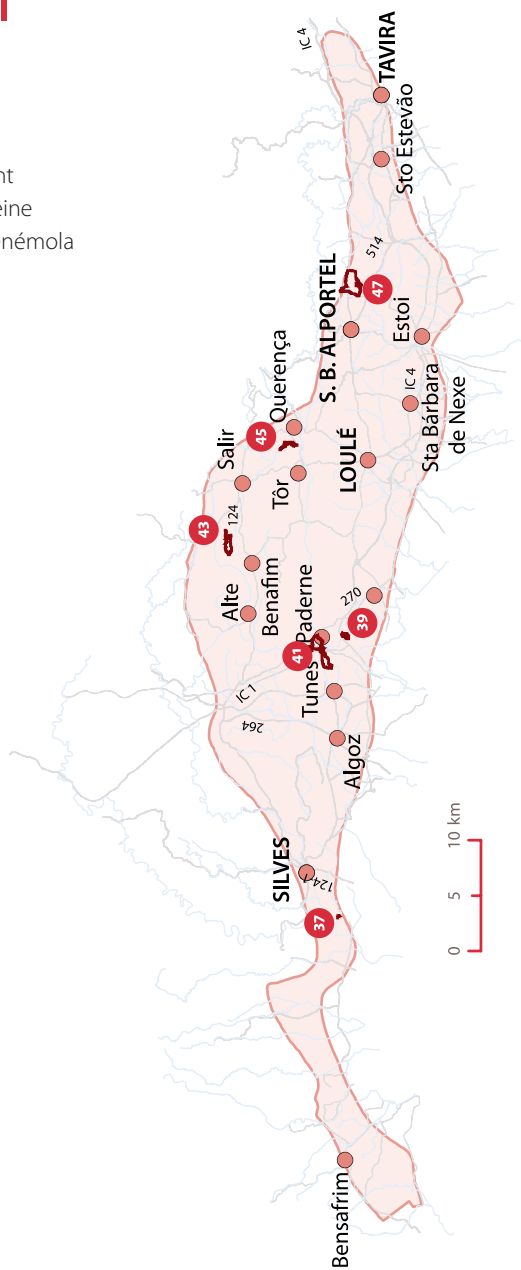 nt
eine
enémola
IC 4
TAVIRA
Sto Estevão
514
47
S. B. ALPORTEL
Estoi
Querença
45
IC 4
Sta Bárbara
de Nexe
Salir
LOULÉ
Tôr
43
124
Benafim
Alte
Paderne
270
39
41
Tunes
IC 1
264
Algoz
SILVES
124-1
37
0
5
10 km
Bensafrim